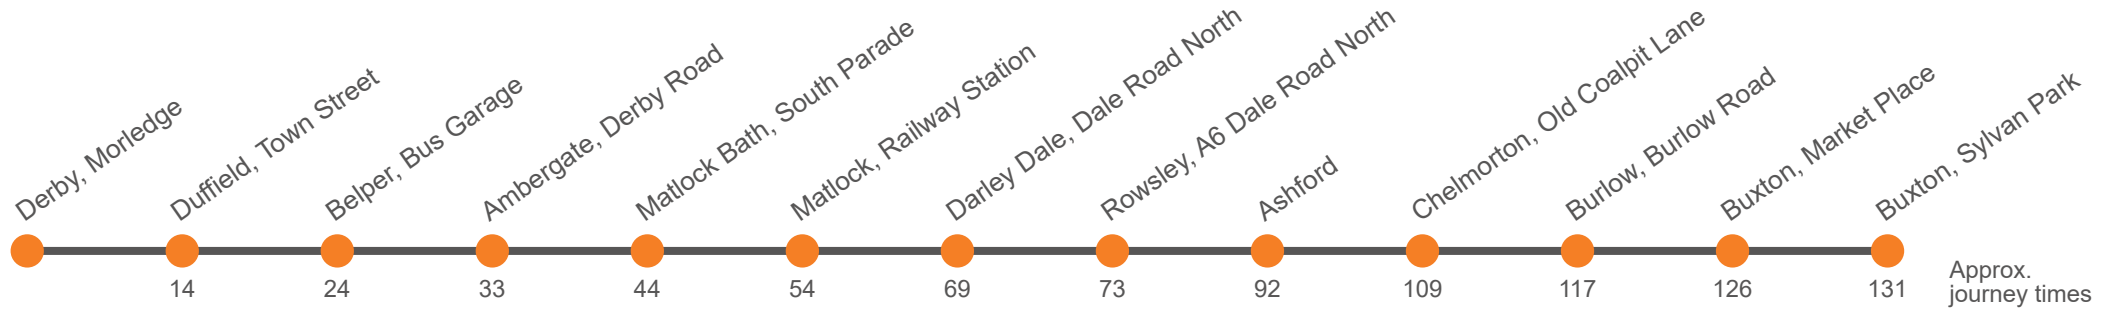 Derby, Morledge
Duffield, Town Street
Belper, Bus Garage
Ambergate, Derby Road
Matlock Bath, South Parade
Matlock, Railway Station
Darley Dale, Dale Road North
Rowsley, A6 Dale Road North
Ashford
Chelmorton, Old Coalpit Lane
Burlow, Burlow Road
Buxton, Market Place
Buxton, Sylvan Park
14 24 33 44 54 69 73 92 109 117 126 131
Approx.
journey times